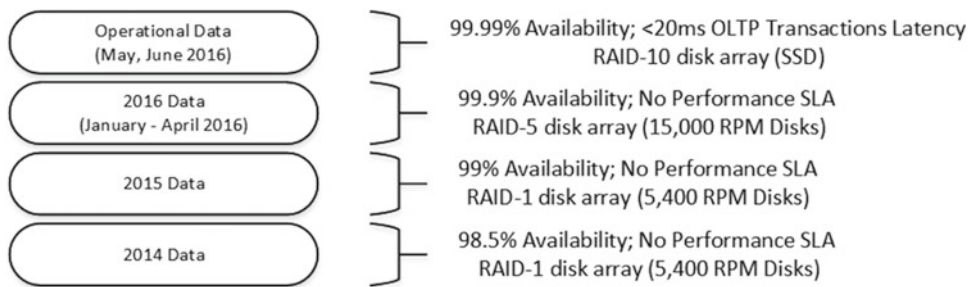 Operational Data
(May, June 2016)
99.99% Availability; <20ms OLTP Transactions Latency
RAID-10 disk array (SSD)
2016 Data
(January - April 2016)
99.9% Availability; No Performance SLA
RAID-5 disk array (15,000 RPM Disks)
2015 Data
99% Availability; No Performance SLA
RAID-1 disk array (5,400 RPM Disks)
2014 Data
98.5% Availability; No Performance SLA
RAID-1 disk array (5,400 RPM Disks)